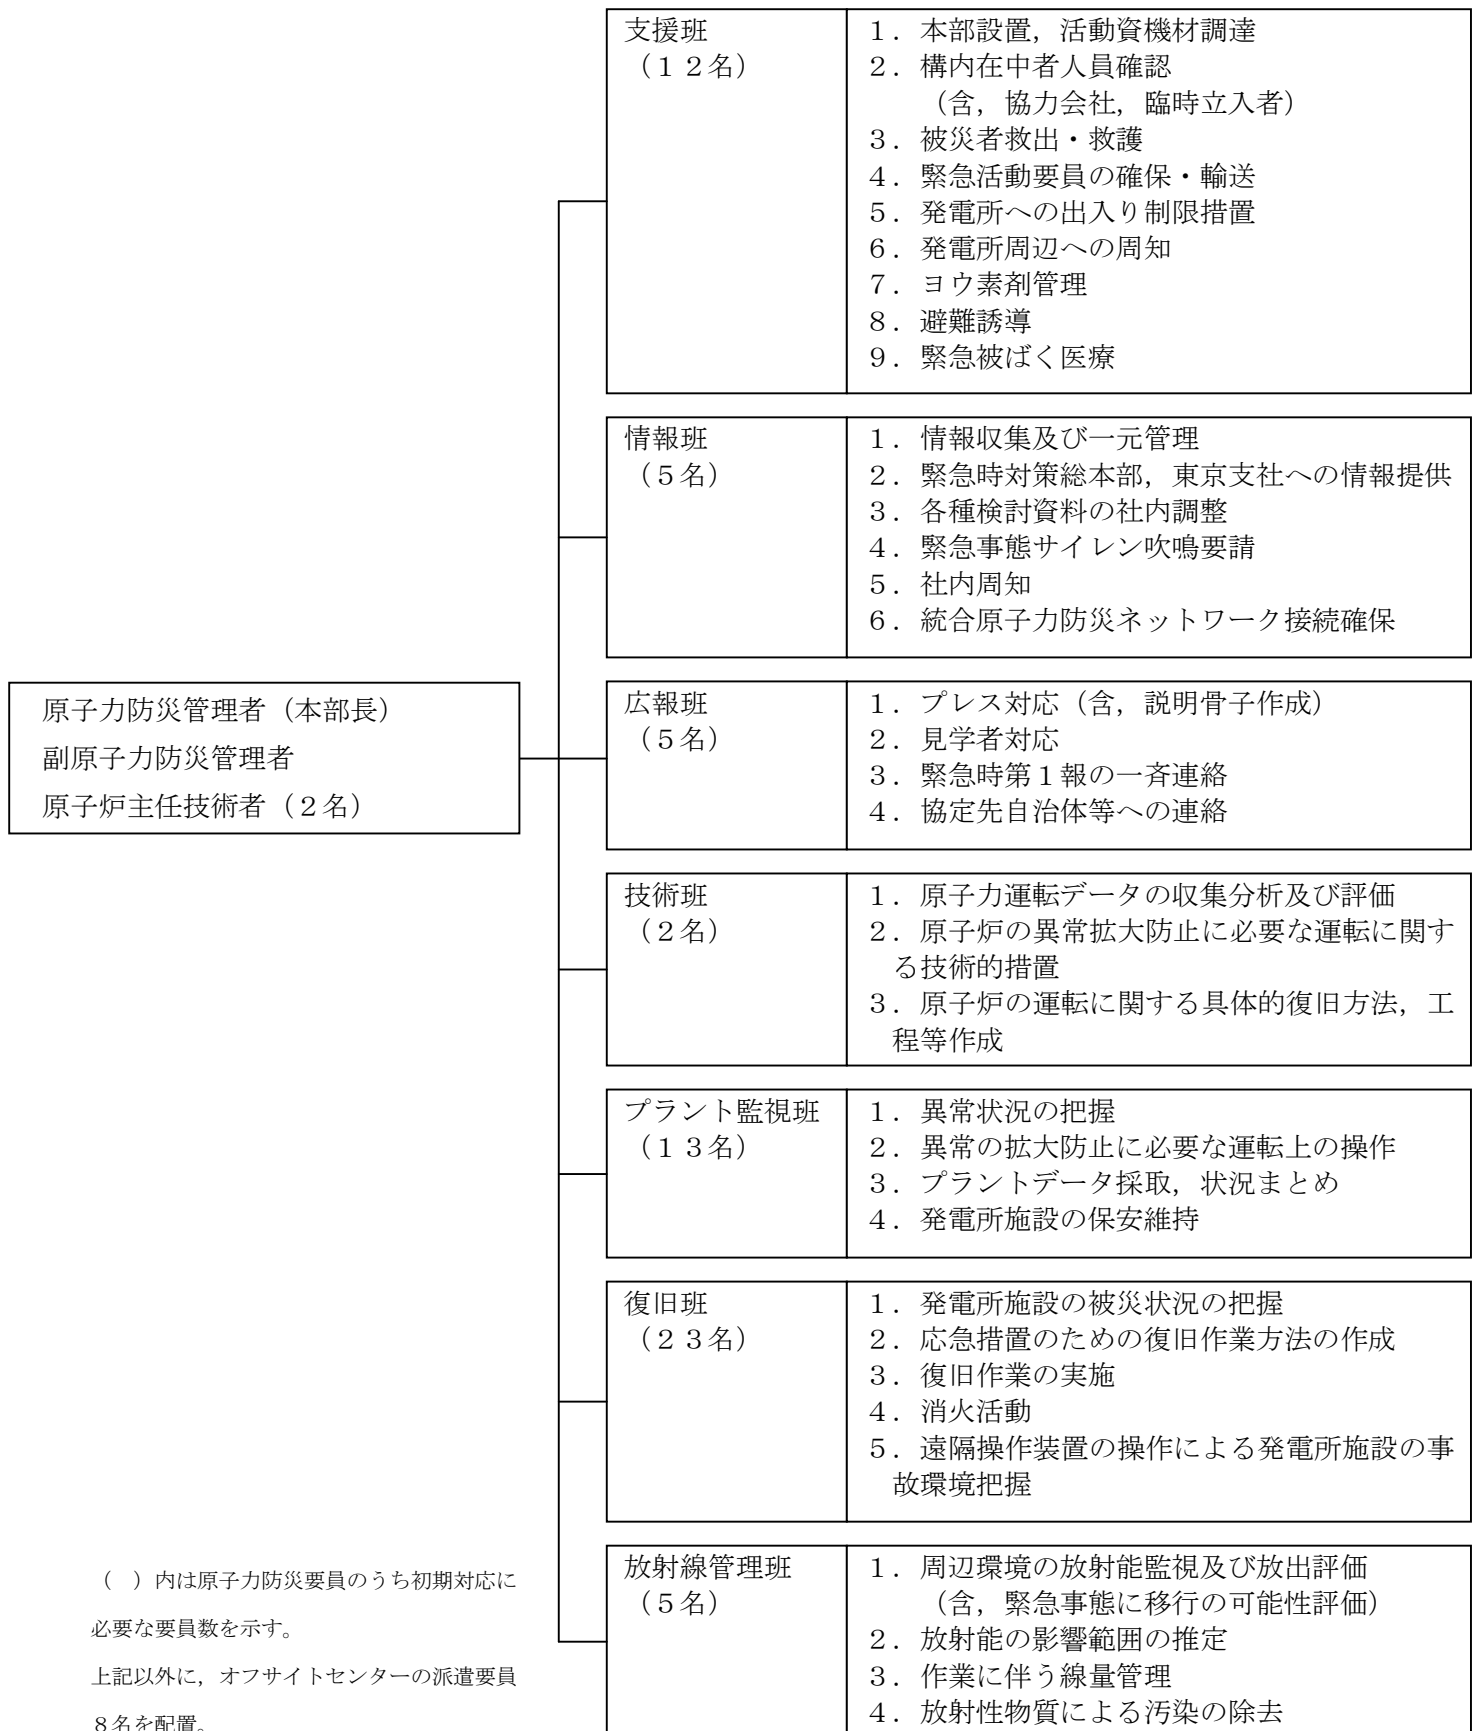 支援班
（１２名）
１．本部設置，活動資機材調達
２．構内在中者人員確認
（含，協力会社，臨時立入者）
３．被災者救出・救護
４．緊急活動要員の確保・輸送
５．発電所への出入り制限措置
６．発電所周辺への周知
７．ヨウ素剤管理
８．避難誘導
９．緊急被ばく医療
情報班
（５名）
１．情報収集及び一元管理
２．緊急時対策総本部，東京支社への情報提供
３．各種検討資料の社内調整
４．緊急事態サイレン吹鳴要請
５．社内周知
６．統合原子力防災ネットワーク接続確保
原子力防災管理者（本部長）
副原子力防災管理者
原子炉主任技術者（２名）
広報班
（５名）
１．プレス対応（含，説明骨子作成）
２．見学者対応
３．緊急時第１報の一斉連絡
４．協定先自治体等への連絡
技術班
（２名）
１．原子力運転データの収集分析及び評価
２．原子炉の異常拡大防止に必要な運転に関す
る技術的措置
３．原子炉の運転に関する具体的復旧方法，工
程等作成
プラント監視班
（１３名）
１．異常状況の把握
２．異常の拡大防止に必要な運転上の操作
３．プラントデータ採取，状況まとめ
４．発電所施設の保安維持
復旧班
（２３名）
１．発電所施設の被災状況の把握
２．応急措置のための復旧作業方法の作成
３．復旧作業の実施
４．消火活動
５．遠隔操作装置の操作による発電所施設の事
故環境把握
放射線管理班
（５名）
１．周辺環境の放射能監視及び放出評価
（含，緊急事態に移行の可能性評価）
２．放射能の影響範囲の推定
３．作業に伴う線量管理
４．放射性物質による汚染の除去
（　）内は原子力防災要員のうち初期対応に
必要な要員数を示す。
上記以外に，オフサイトセンターの派遣要員
８名を配置。